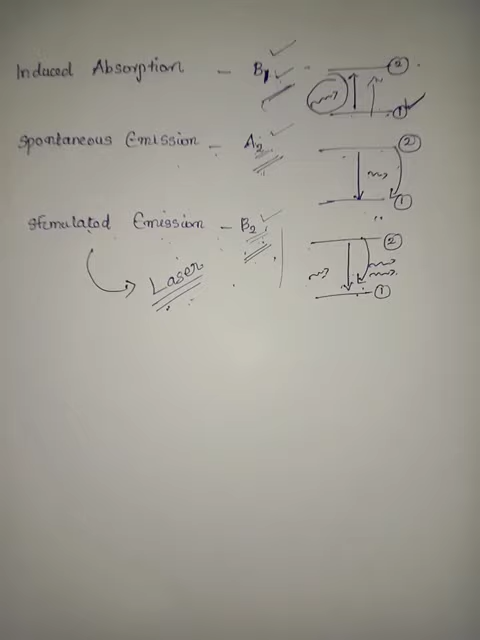 Induced Absorption - B1 2
1
Spontaneous Emission - A2 2
1
Stimulated Emission - B2 2
Laser 1